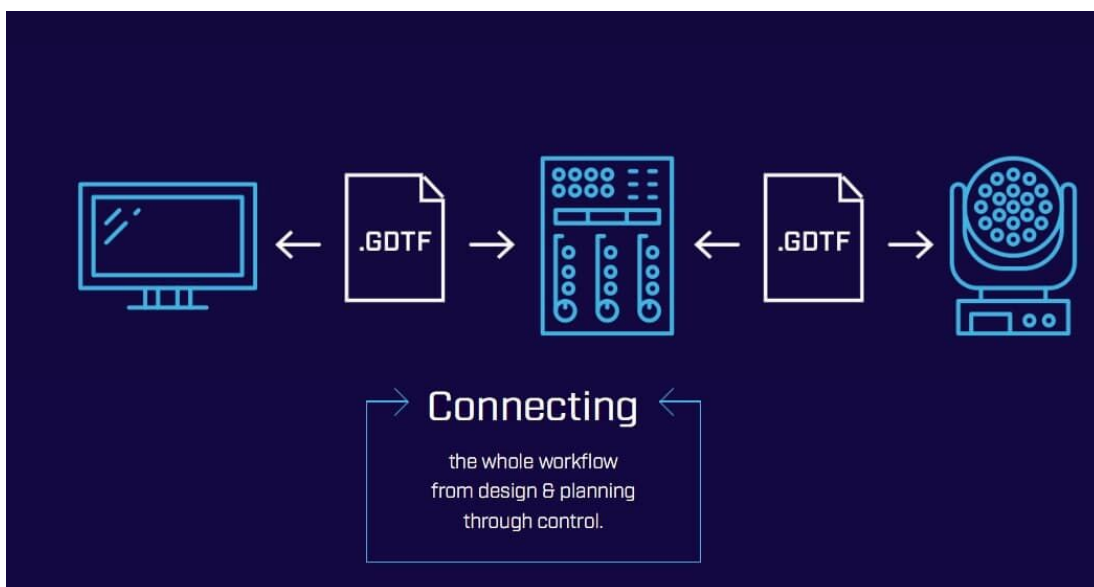 .GDTF
.GDTF
Connecting
the whole workflow
from design & planning
through control.